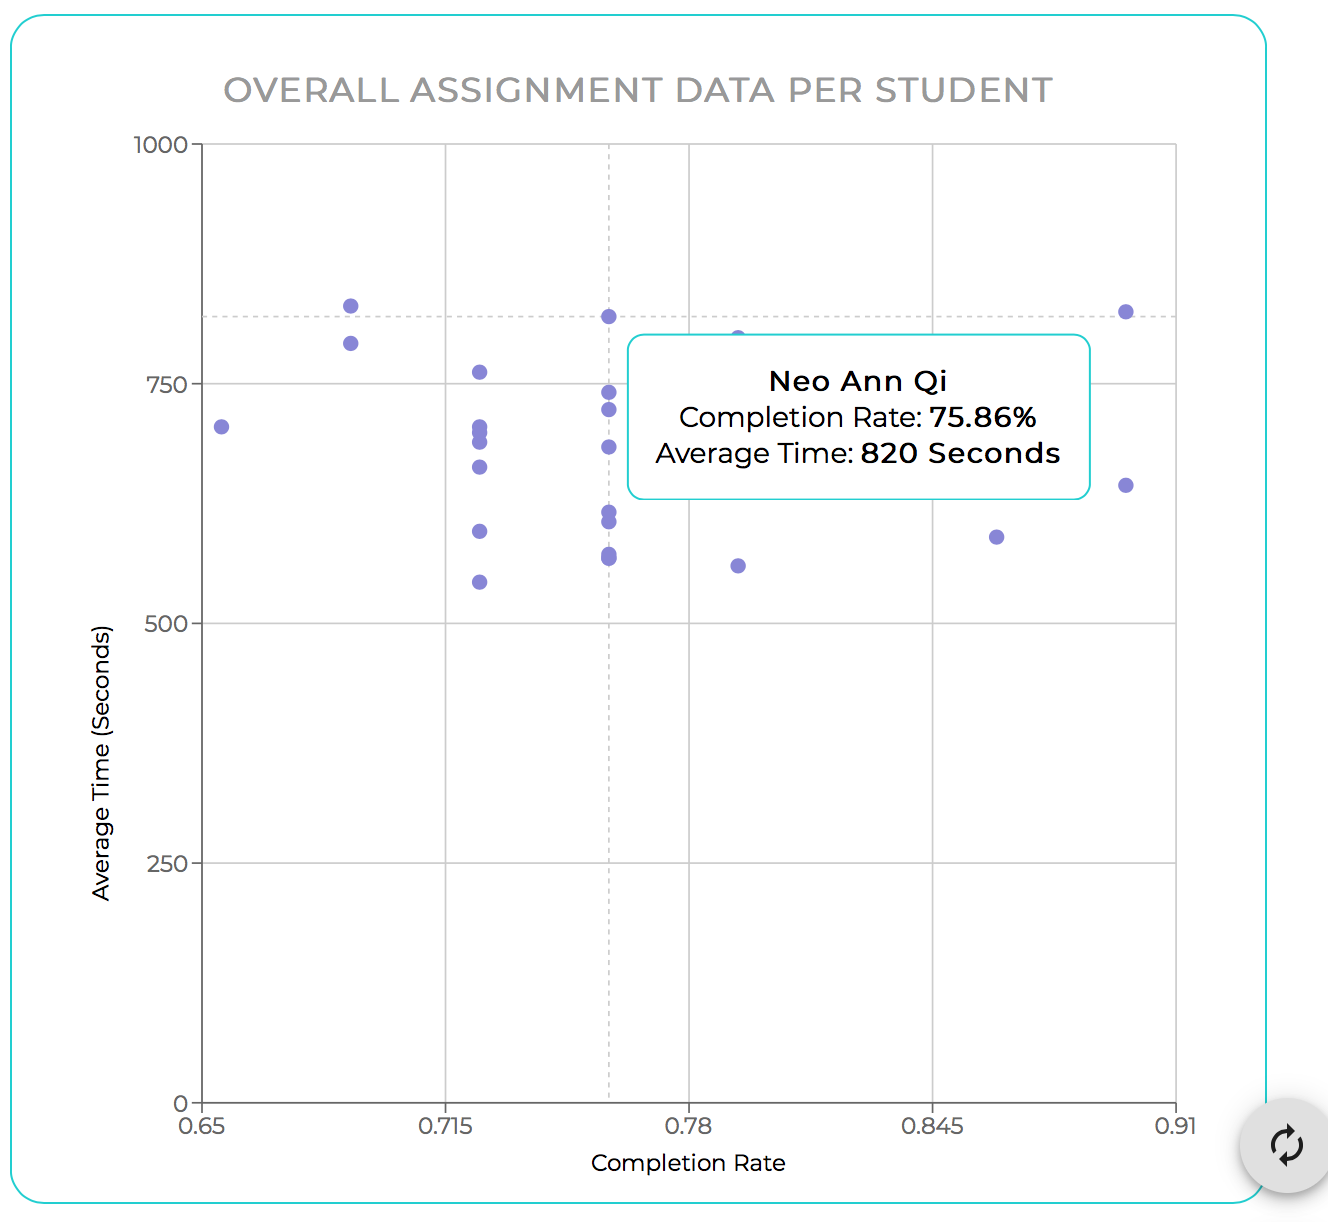 OVERALL ASSIGNMENT DATA PER STUDENT
1000
750
500
250
0
Average Time (Seconds)
Neo Ann Qi
Completion Rate: 75.86%
Average Time: 820 Seconds
0.65 0.715 0.78 0.845 0.91
Completion Rate